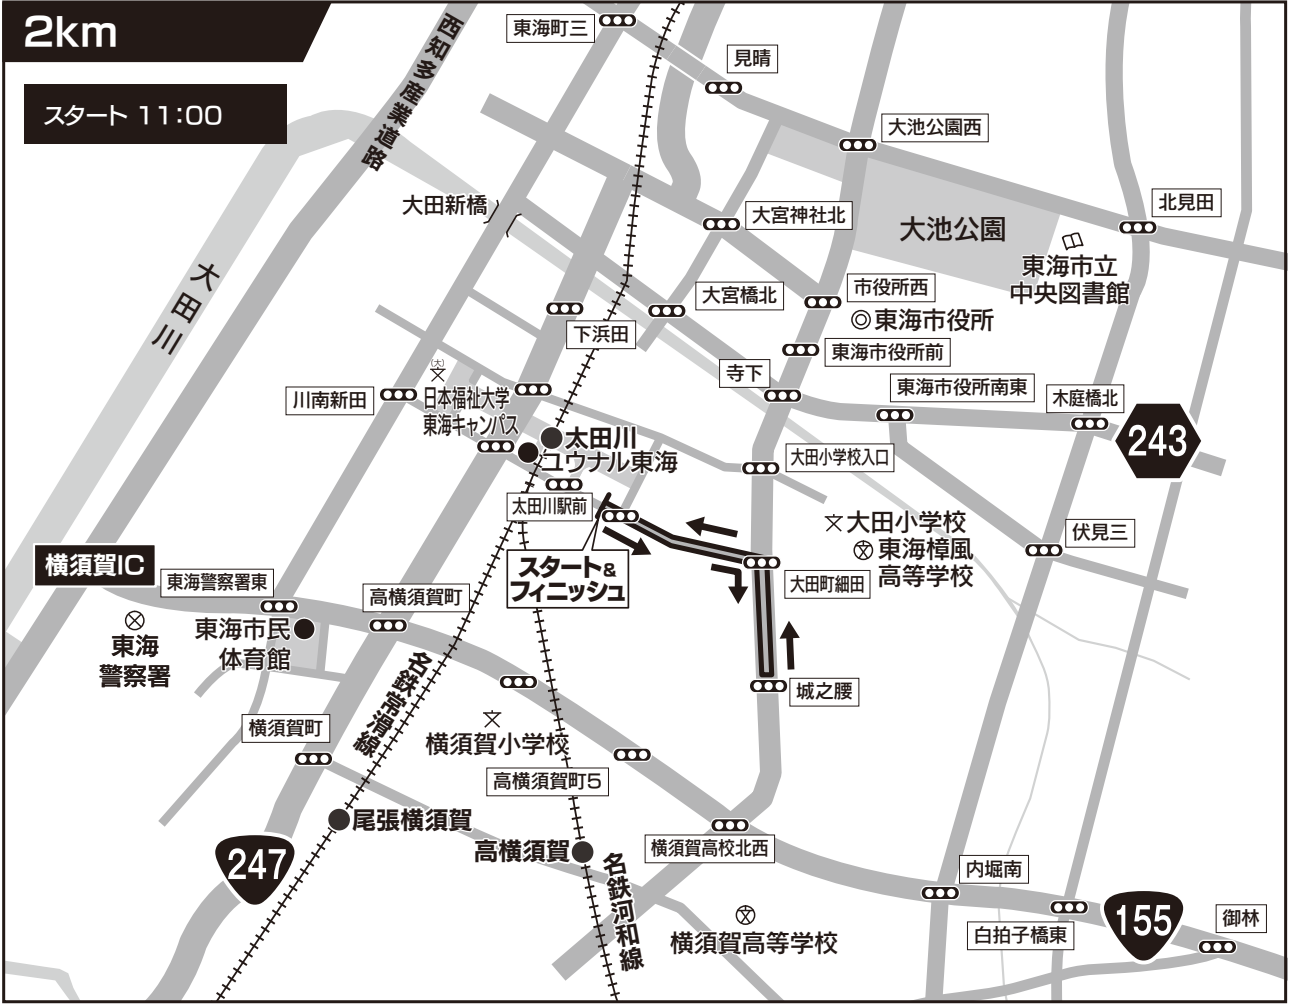 2km
スタート 11:00
西知多産業道路
東海町三
見晴
大池公園西
北見田
大田新橋
大宮神社北
大池公園
東海市立
中央図書館
大田川
大宮橋北
市役所西
東海市役所
下浜田
東海市役所前
寺下
東海市役所南東
木庭橋北
243
(大)
日本福祉大学
東海キャンパス
川南新田
太田川
ユウナル東海
大田小学校入口
太田川駅前
大田小学校
東海樟風
高等学校
伏見三
スタート&
フィニッシュ
大田町細田
横須賀IC
東海警察署東
高横須賀町
東海
警察署
東海市民
体育館
城之腰
名鉄常滑線
横須賀町
横須賀小学校
高横須賀町5
尾張横須賀
高横須賀
横須賀高校北西
247
名鉄河和線
内堀南
155
白拍子橋東
御林
横須賀高等学校